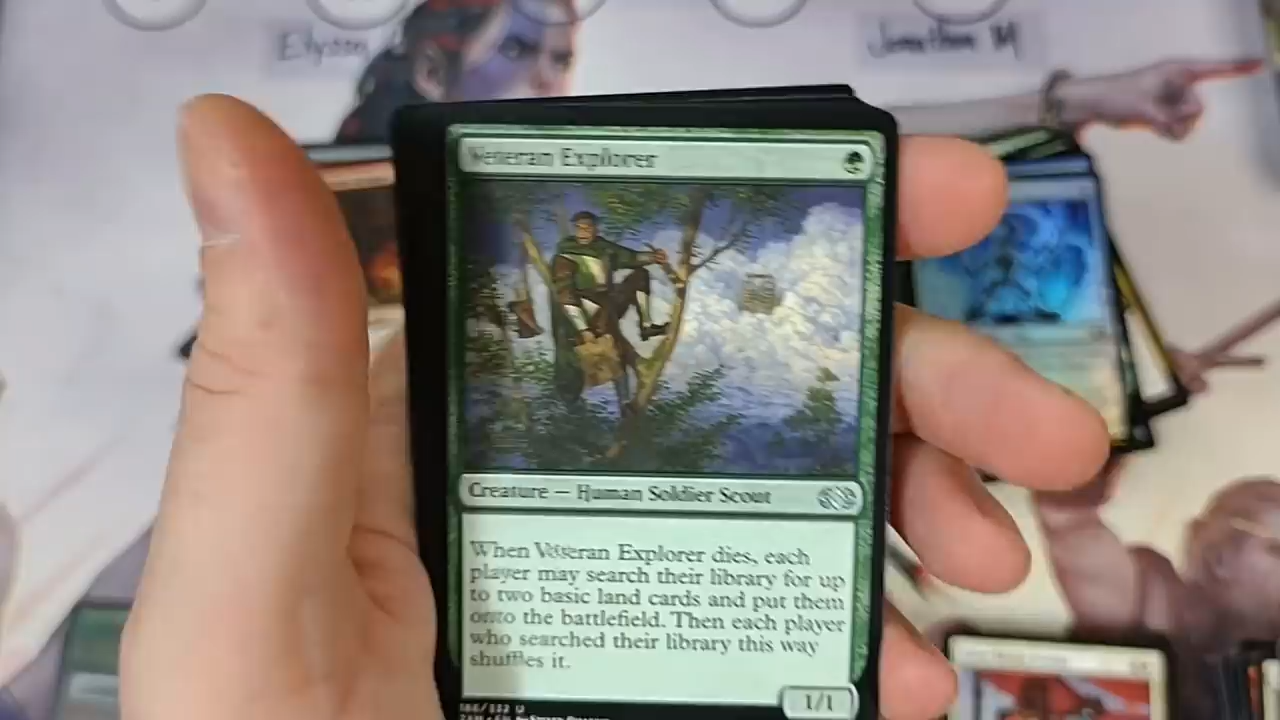 Elyssa
Jonathan M
Veteran Explorer
Creature — Human Soldier Scout
When Veteran Explorer dies, each
player may search their library for up
to two basic land cards and put them
onto the battlefield. Then each player
who searched their library this way
shuffles it.
1/1